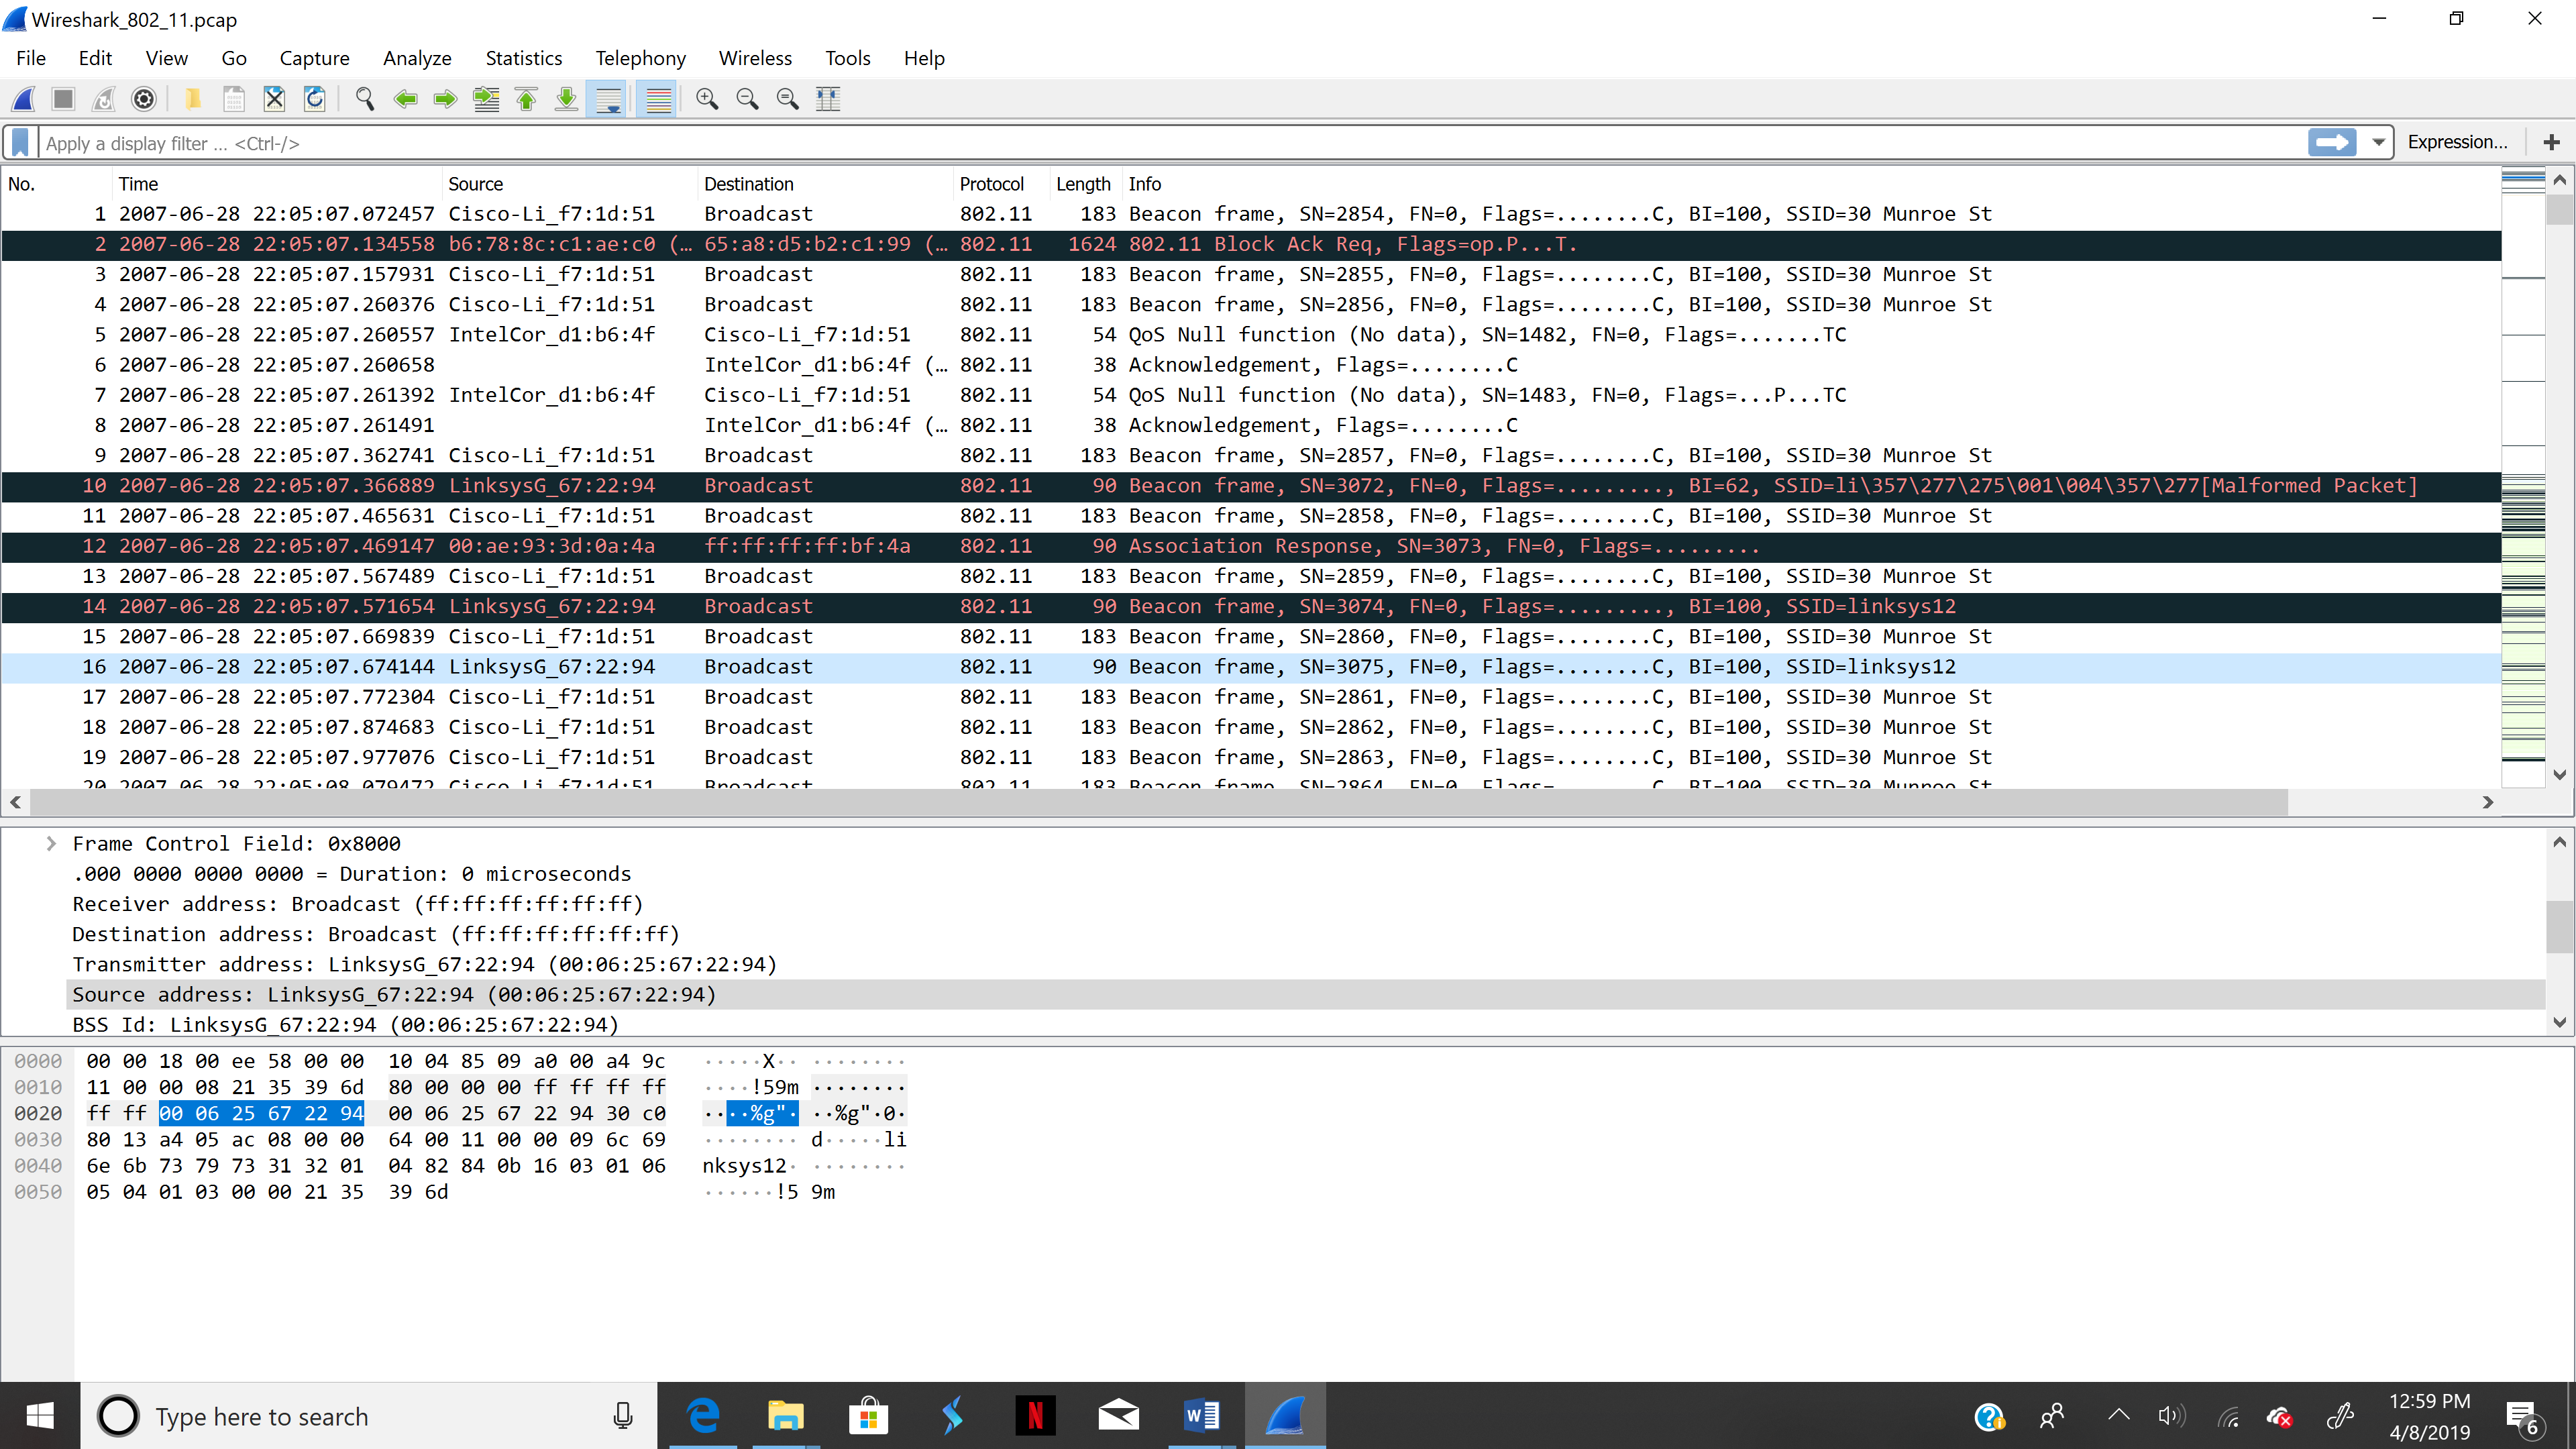 Wireshark_802_11.pcap
File Edit View Go Capture Analyze Statistics Telephony Wireless Tools Help
Apply a display filter ... <Ctrl-/> Expression... +
No. Time Source Destination Protocol Length Info
1 2007-06-28 22:05:07.072457 Cisco-Li_f7:1d:51 Broadcast 802.11 183 Beacon frame, SN=2854, FN=0, Flags=........C, BI=100, SSID=30 Munroe St
2 2007-06-28 22:05:07.134558 b6:78:8c:c1:ae:c0 (… 65:a8:d5:b2:c1:99 (… 802.11 1624 802.11 Block Ack Req, Flags=op.P...T.
3 2007-06-28 22:05:07.157931 Cisco-Li_f7:1d:51 Broadcast 802.11 183 Beacon frame, SN=2855, FN=0, Flags=........C, BI=100, SSID=30 Munroe St
4 2007-06-28 22:05:07.260376 Cisco-Li_f7:1d:51 Broadcast 802.11 183 Beacon frame, SN=2856, FN=0, Flags=........C, BI=100, SSID=30 Munroe St
5 2007-06-28 22:05:07.260557 IntelCor_d1:b6:4f Cisco-Li_f7:1d:51 802.11 54 QoS Null function (No data), SN=1482, FN=0, Flags=.......TC
6 2007-06-28 22:05:07.260658 IntelCor_d1:b6:4f (… 802.11 38 Acknowledgement, Flags=........C
7 2007-06-28 22:05:07.261392 IntelCor_d1:b6:4f Cisco-Li_f7:1d:51 802.11 54 QoS Null function (No data), SN=1483, FN=0, Flags=...P...TC
8 2007-06-28 22:05:07.261491 IntelCor_d1:b6:4f (… 802.11 38 Acknowledgement, Flags=........C
9 2007-06-28 22:05:07.362741 Cisco-Li_f7:1d:51 Broadcast 802.11 183 Beacon frame, SN=2857, FN=0, Flags=........C, BI=100, SSID=30 Munroe St
10 2007-06-28 22:05:07.366889 LinksysG_67:22:94 Broadcast 802.11 90 Beacon frame, SN=3072, FN=0, Flags=........., BI=62, SSID=li\357\277\275\001\004\357\277[Malformed Packet]
11 2007-06-28 22:05:07.465631 Cisco-Li_f7:1d:51 Broadcast 802.11 183 Beacon frame, SN=2858, FN=0, Flags=........C, BI=100, SSID=30 Munroe St
12 2007-06-28 22:05:07.469147 00:ae:93:3d:0a:4a ff:ff:ff:ff:bf:4a 802.11 90 Association Response, SN=3073, FN=0, Flags=.........
13 2007-06-28 22:05:07.567489 Cisco-Li_f7:1d:51 Broadcast 802.11 183 Beacon frame, SN=2859, FN=0, Flags=........C, BI=100, SSID=30 Munroe St
14 2007-06-28 22:05:07.571654 LinksysG_67:22:94 Broadcast 802.11 90 Beacon frame, SN=3074, FN=0, Flags=........., BI=100, SSID=linksys12
15 2007-06-28 22:05:07.669839 Cisco-Li_f7:1d:51 Broadcast 802.11 183 Beacon frame, SN=2860, FN=0, Flags=........C, BI=100, SSID=30 Munroe St
16 2007-06-28 22:05:07.674144 LinksysG_67:22:94 Broadcast 802.11 90 Beacon frame, SN=3075, FN=0, Flags=........C, BI=100, SSID=linksys12
17 2007-06-28 22:05:07.772304 Cisco-Li_f7:1d:51 Broadcast 802.11 183 Beacon frame, SN=2861, FN=0, Flags=........C, BI=100, SSID=30 Munroe St
18 2007-06-28 22:05:07.874683 Cisco-Li_f7:1d:51 Broadcast 802.11 183 Beacon frame, SN=2862, FN=0, Flags=........C, BI=100, SSID=30 Munroe St
19 2007-06-28 22:05:07.977076 Cisco-Li_f7:1d:51 Broadcast 802.11 183 Beacon frame, SN=2863, FN=0, Flags=........C, BI=100, SSID=30 Munroe St
20 2007-06-28 22:05:08.079472 Cisco-Li_f7:1d:51 Broadcast 802.11 183 Beacon frame, SN=2864, FN=0, Flags=........C, BI=100, SSID=30 Munroe St
Frame Control Field: 0x8000
.000 0000 0000 0000 = Duration: 0 microseconds
Receiver address: Broadcast (ff:ff:ff:ff:ff:ff)
Destination address: Broadcast (ff:ff:ff:ff:ff:ff)
Transmitter address: LinksysG_67:22:94 (00:06:25:67:22:94)
Source address: LinksysG_67:22:94 (00:06:25:67:22:94)
BSS Id: LinksysG_67:22:94 (00:06:25:67:22:94)
0000 00 00 18 00 ee 58 00 00 10 04 85 09 a0 00 a4 9c ·····X·· ········
0010 11 00 00 08 21 35 39 6d 80 00 00 00 ff ff ff ff ····!59m ········
0020 ff ff 00 06 25 67 22 94 00 06 25 67 22 94 30 c0 ····%g"· ··%g"·0·
0030 80 13 a4 05 ac 08 00 00 64 00 11 00 00 09 6c 69 ········ d·····li
0040 6e 6b 73 79 73 31 32 01 04 82 84 0b 16 03 01 06 nksys12· ········
0050 05 04 01 03 00 00 21 35 39 6d ······!5 9m
Type here to search
12:59 PM
4/8/2019
6